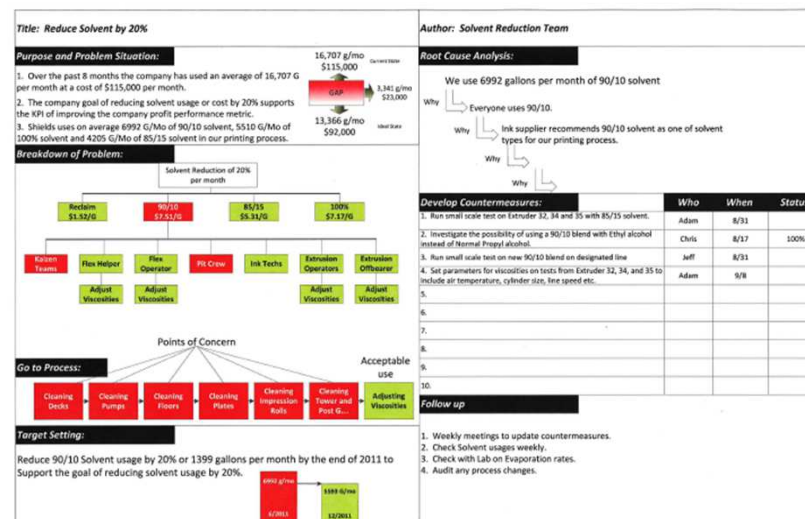 Title: Reduce Solvent by 20%
Author: Solvent Reduction Team
Purpose and Problem Situation:
1. Over the past 8 months the company has used an average of 16,707 G
per month at a cost of $115,000 per month.
2. The company goal of reducing solvent usage or cost by 20% supports
the KPI of improving the company profit performance metric.
3. Shields uses on average 6992 G/Mo of 90/10 solvent, 5510 G/Mo of
100% solvent and 4205 G/Mo of 85/15 solvent in our printing process.
16,707 g/mo
$115,000
Current State
GAP
3,341 g/mo
$23,000
13,366 g/mo
$92,000
Ideal State
Breakdown of Problem:
Solvent Reduction of 20%
per month
Reclaim
$1.52/G
90/10
$7.51/G
85/15
$5.31/G
100%
$7.17/G
Kaizen
Teams
Flex Helper
Flex
Operator
Pit Crew
Ink Techs
Extrusion
Operators
Extrusion
Offbearer
Adjust
Viscosities
Adjust
Viscosities
Adjust
Viscosities
Adjust
Viscosities
Points of Concern
Go to Process:
Acceptable
use
Cleaning
Decks
Cleaning
Pumps
Cleaning
Floors
Cleaning
Plates
Cleaning
Impression
Rolls
Cleaning
Tower and
Post G...
Adjusting
Viscosities
Target Setting:
Reduce 90/10 Solvent usage by 20% or 1399 gallons per month by the end of 2011 to
Support the goal of reducing solvent usage by 20%.
6992 g/mo
6/2011
5593 G/mo
12/2011
Root Cause Analysis:
We use 6992 gallons per month of 90/10 solvent
Why
Everyone uses 90/10.
Why
Ink supplier recommends 90/10 solvent as one of solvent
types for our printing process.
Why
Why
Develop Countermeasures: Who When Statu
1. Run small scale test on Extruder 32, 34 and 35 with 85/15 solvent. Adam 8/31
2. Investigate the possibility of using a 90/10 blend with Ethyl alcohol
instead of Normal Propyl alcohol. Chris 8/17 100%
3. Run small scale test on new 90/10 blend on designated line Jeff 8/31
4. Set parameters for viscosities on tests from Extruder 32, 34, and 35 to
include air temperature, cylinder size, line speed etc. Adam 9/8
5.
6.
7.
8.
9.
10.
Follow up
1. Weekly meetings to update countermeasures.
2. Check Solvent usages weekly.
3. Check with Lab on Evaporation rates.
4. Audit any process changes.